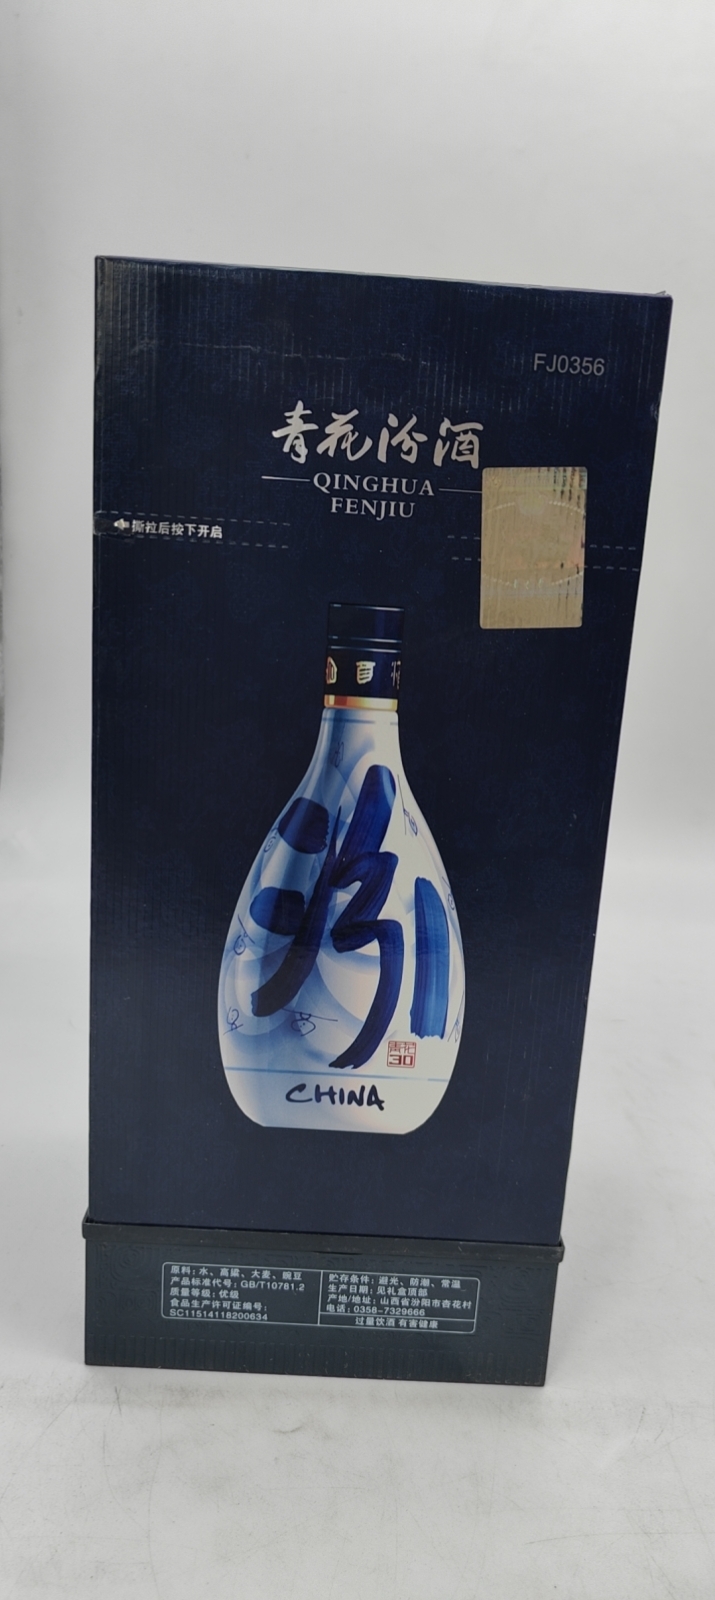 FJ0356
青花汾酒
QINGHUA
FENJIU
撕拉后按下开启
汾
青花
30
CHINA
原料：水、高粱、大麦、豌豆
产品标准代号：GB/T10781.2
质量等级：优级
食品生产许可证编号：
SC11514118200634
贮存条件：避光、防潮、常温
生产日期：见礼盒顶部
产地/地址：山西省汾阳市杏花村
电话：0358-7329666
过量饮酒 有害健康